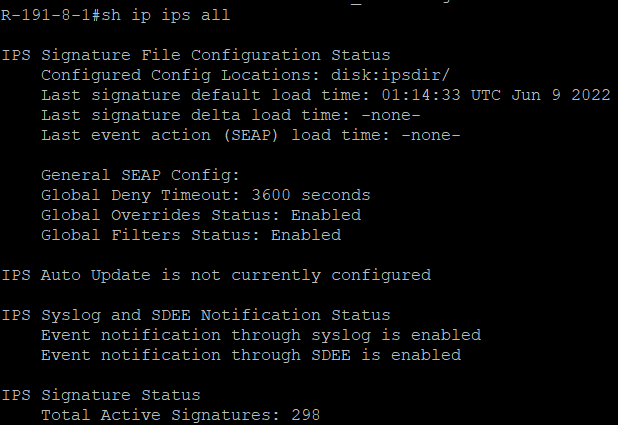 R-191-8-1#sh ip ips all
IPS Signature File Configuration Status
Configured Config Locations: disk:ipsdir/
Last signature default load time: 01:14:33 UTC Jun 9 2022
Last signature delta load time: -none-
Last event action (SEAP) load time: -none-
General SEAP Config:
Global Deny Timeout: 3600 seconds
Global Overrides Status: Enabled
Global Filters Status: Enabled
IPS Auto Update is not currently configured
IPS Syslog and SDEE Notification Status
Event notification through syslog is enabled
Event notification through SDEE is enabled
IPS Signature Status
Total Active Signatures: 298